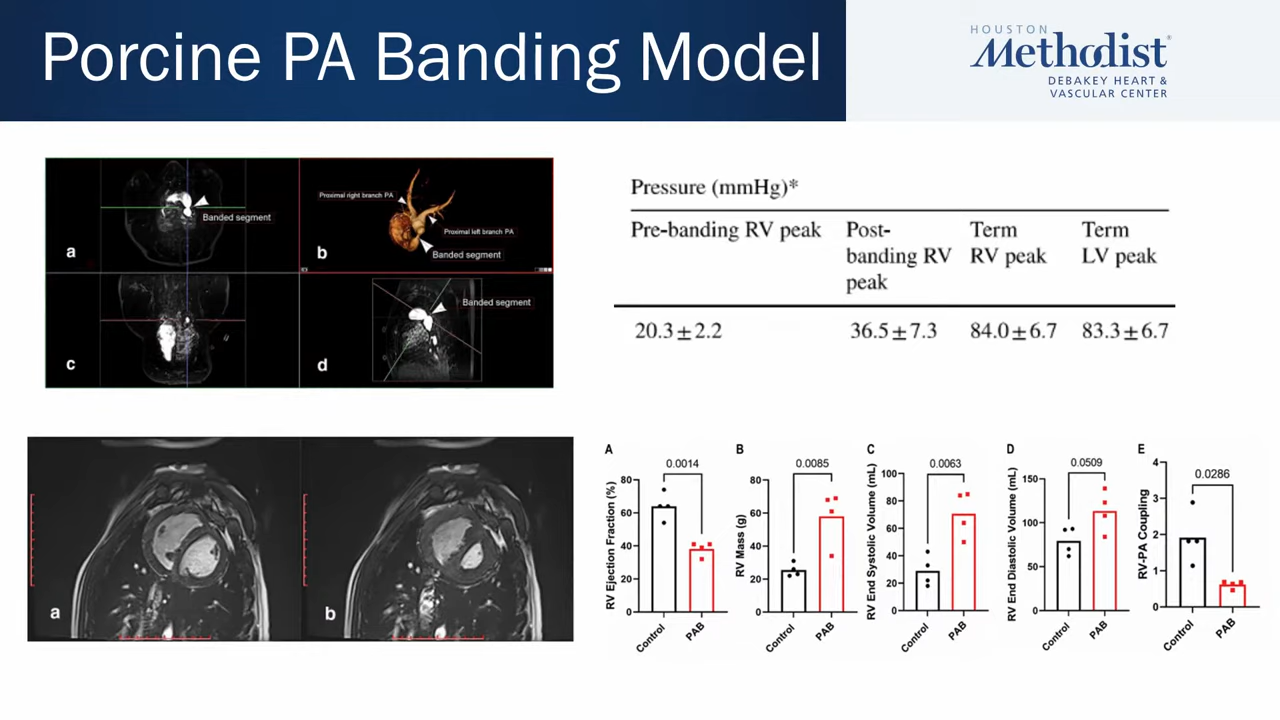 Porcine PA Banding Model
HOUSTON
Methodist®
DEBAKEY HEART &
VASCULAR CENTER
Banded segment
a
Proximal right branch PA
Proximal left branch PA
Banded segment
b
c
Banded segment
d
Pressure (mmHg)*
Pre-banding RV peak
Post-
banding RV
peak
Term
RV peak
Term
LV peak
20.3±2.2
36.5±7.3
84.0±6.7
83.3±6.7
a
b
A
0.0014
RV Ejection Fraction (%)
80
60
40
20
0
Control
PAB
B
0.0085
RV Mass (g)
80
60
40
20
0
Control
PAB
C
0.0063
RV End Systolic Volume (mL)
100
80
60
40
20
0
Control
PAB
D
0.0509
RV End Diastolic Volume (mL)
150
100
50
0
Control
PAB
E
0.0286
RV-PA Coupling
4
3
2
1
0
Control
PAB